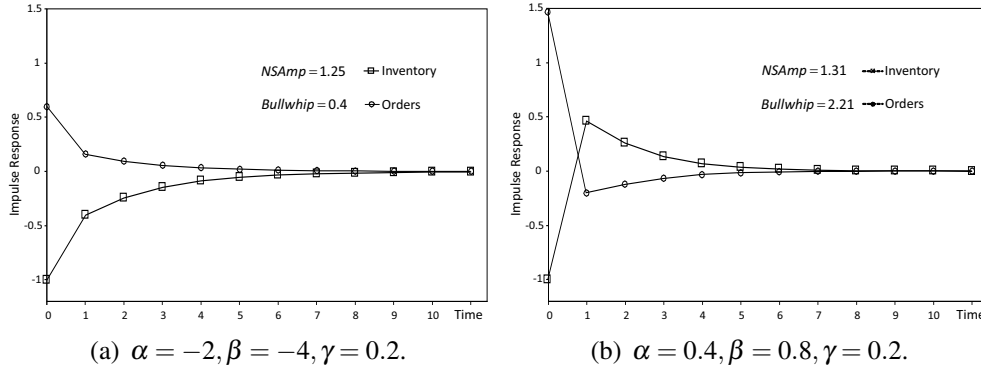 1.5
1
0.5
0
-0.5
-1
Impulse Response
NSAmp = 1.25
Inventory
Bullwhip = 0.4
Orders
0 1 2 3 4 5 6 7 8 9 10 Time
(a) α = −2, β = −4, γ = 0.2.
1.5
1
0.5
0
-0.5
-1
Impulse Response
NSAmp = 1.31
Inventory
Bullwhip = 2.21
Orders
0 1 2 3 4 5 6 7 8 9 10 Time
(b) α = 0.4, β = 0.8, γ = 0.2.